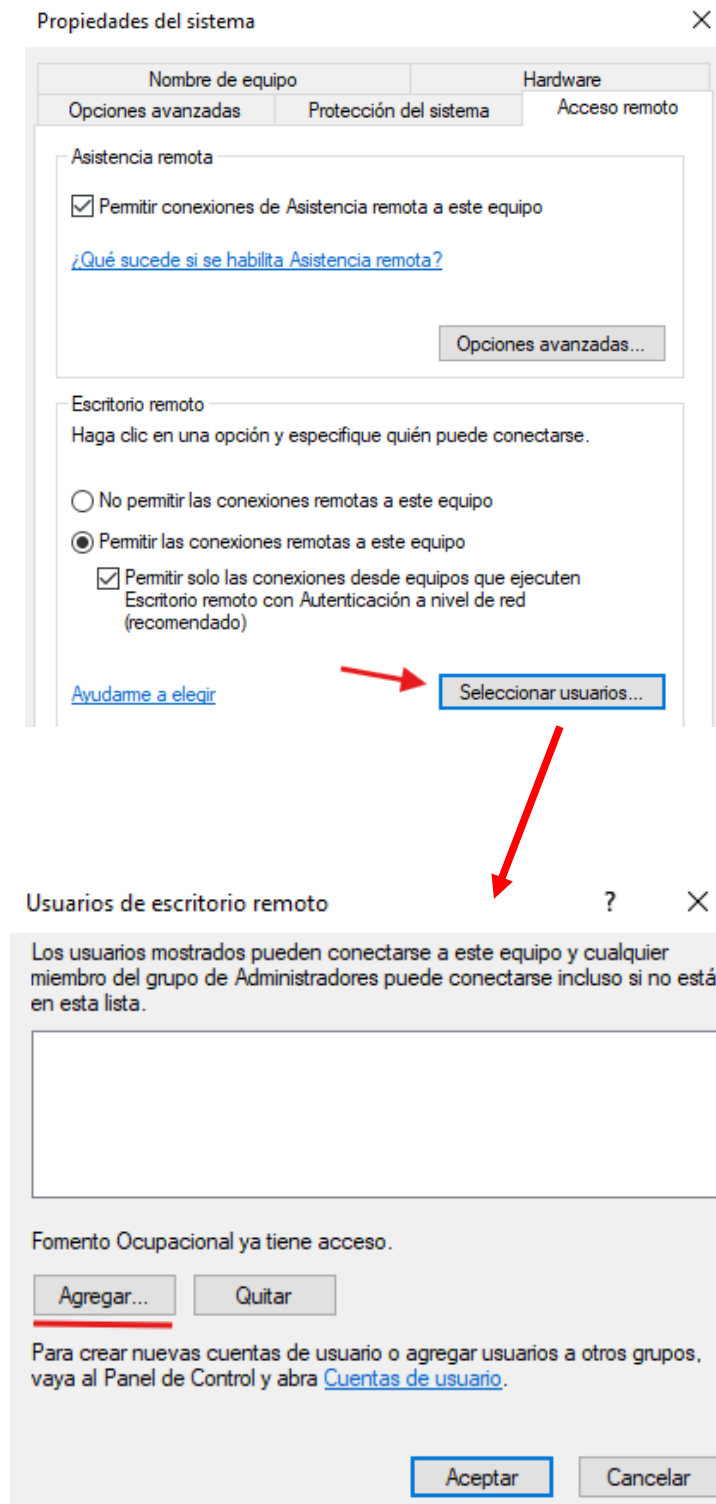 Propiedades del sistema
Nombre de equipo
Hardware
Opciones avanzadas
Protección del sistema
Acceso remoto
Asistencia remota
Permitir conexiones de Asistencia remota a este equipo
¿Qué sucede si se habilita Asistencia remota?
Opciones avanzadas...
Escritorio remoto
Haga clic en una opción y especifique quién puede conectarse.
No permitir las conexiones remotas a este equipo
Permitir las conexiones remotas a este equipo
Permitir solo las conexiones desde equipos que ejecuten
Escritorio remoto con Autenticación a nivel de red
(recomendado)
Ayudarme a elegir
Seleccionar usuarios...
Usuarios de escritorio remoto
?
Los usuarios mostrados pueden conectarse a este equipo y cualquier
miembro del grupo de Administradores puede conectarse incluso si no está
en esta lista.
Fomento Ocupacional ya tiene acceso.
Agregar...
Quitar
Para crear nuevas cuentas de usuario o agregar usuarios a otros grupos,
vaya al Panel de Control y abra Cuentas de usuario.
Aceptar
Cancelar